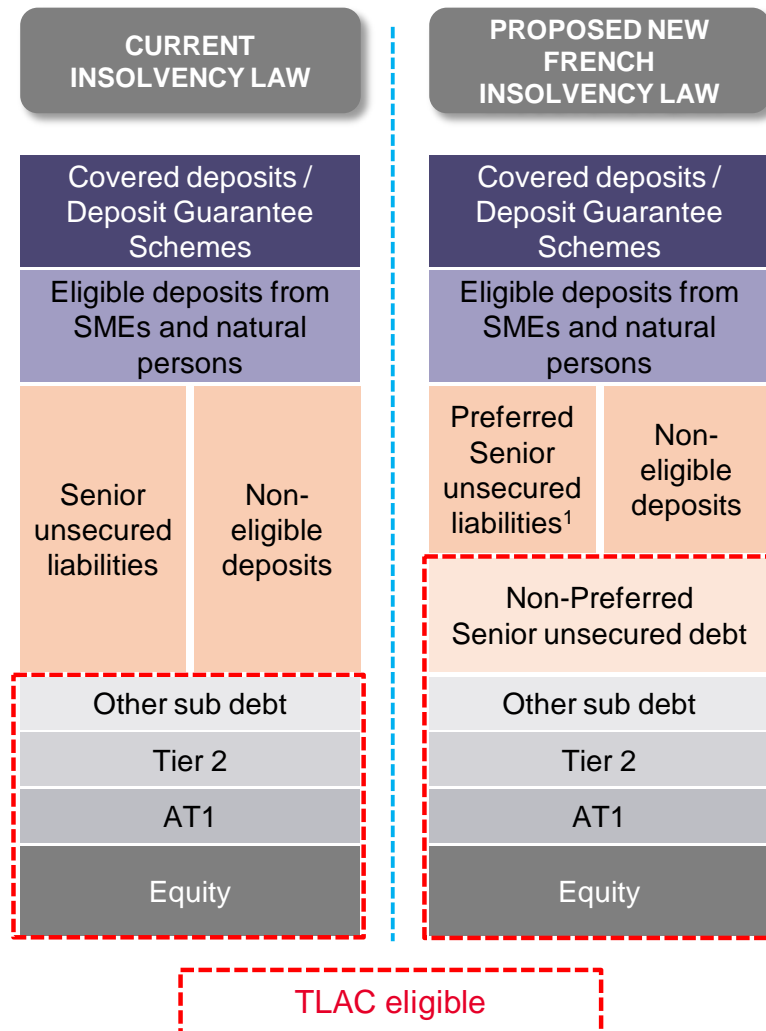 CURRENT
INSOLVENCY LAW
Covered deposits /
Deposit Guarantee
Schemes
Eligible deposits from
SMEs and natural
persons
Senior
unsecured
liabilities
Non-
eligible
deposits
Other sub debt
Tier 2
AT1
Equity
PROPOSED NEW
FRENCH
INSOLVENCY LAW
Covered deposits /
Deposit Guarantee
Schemes
Eligible deposits from
SMEs and natural
persons
Preferred
Senior
unsecured
liabilities¹
Non-
eligible
deposits
Non-Preferred
Senior unsecured debt
Other sub debt
Tier 2
AT1
Equity
TLAC eligible